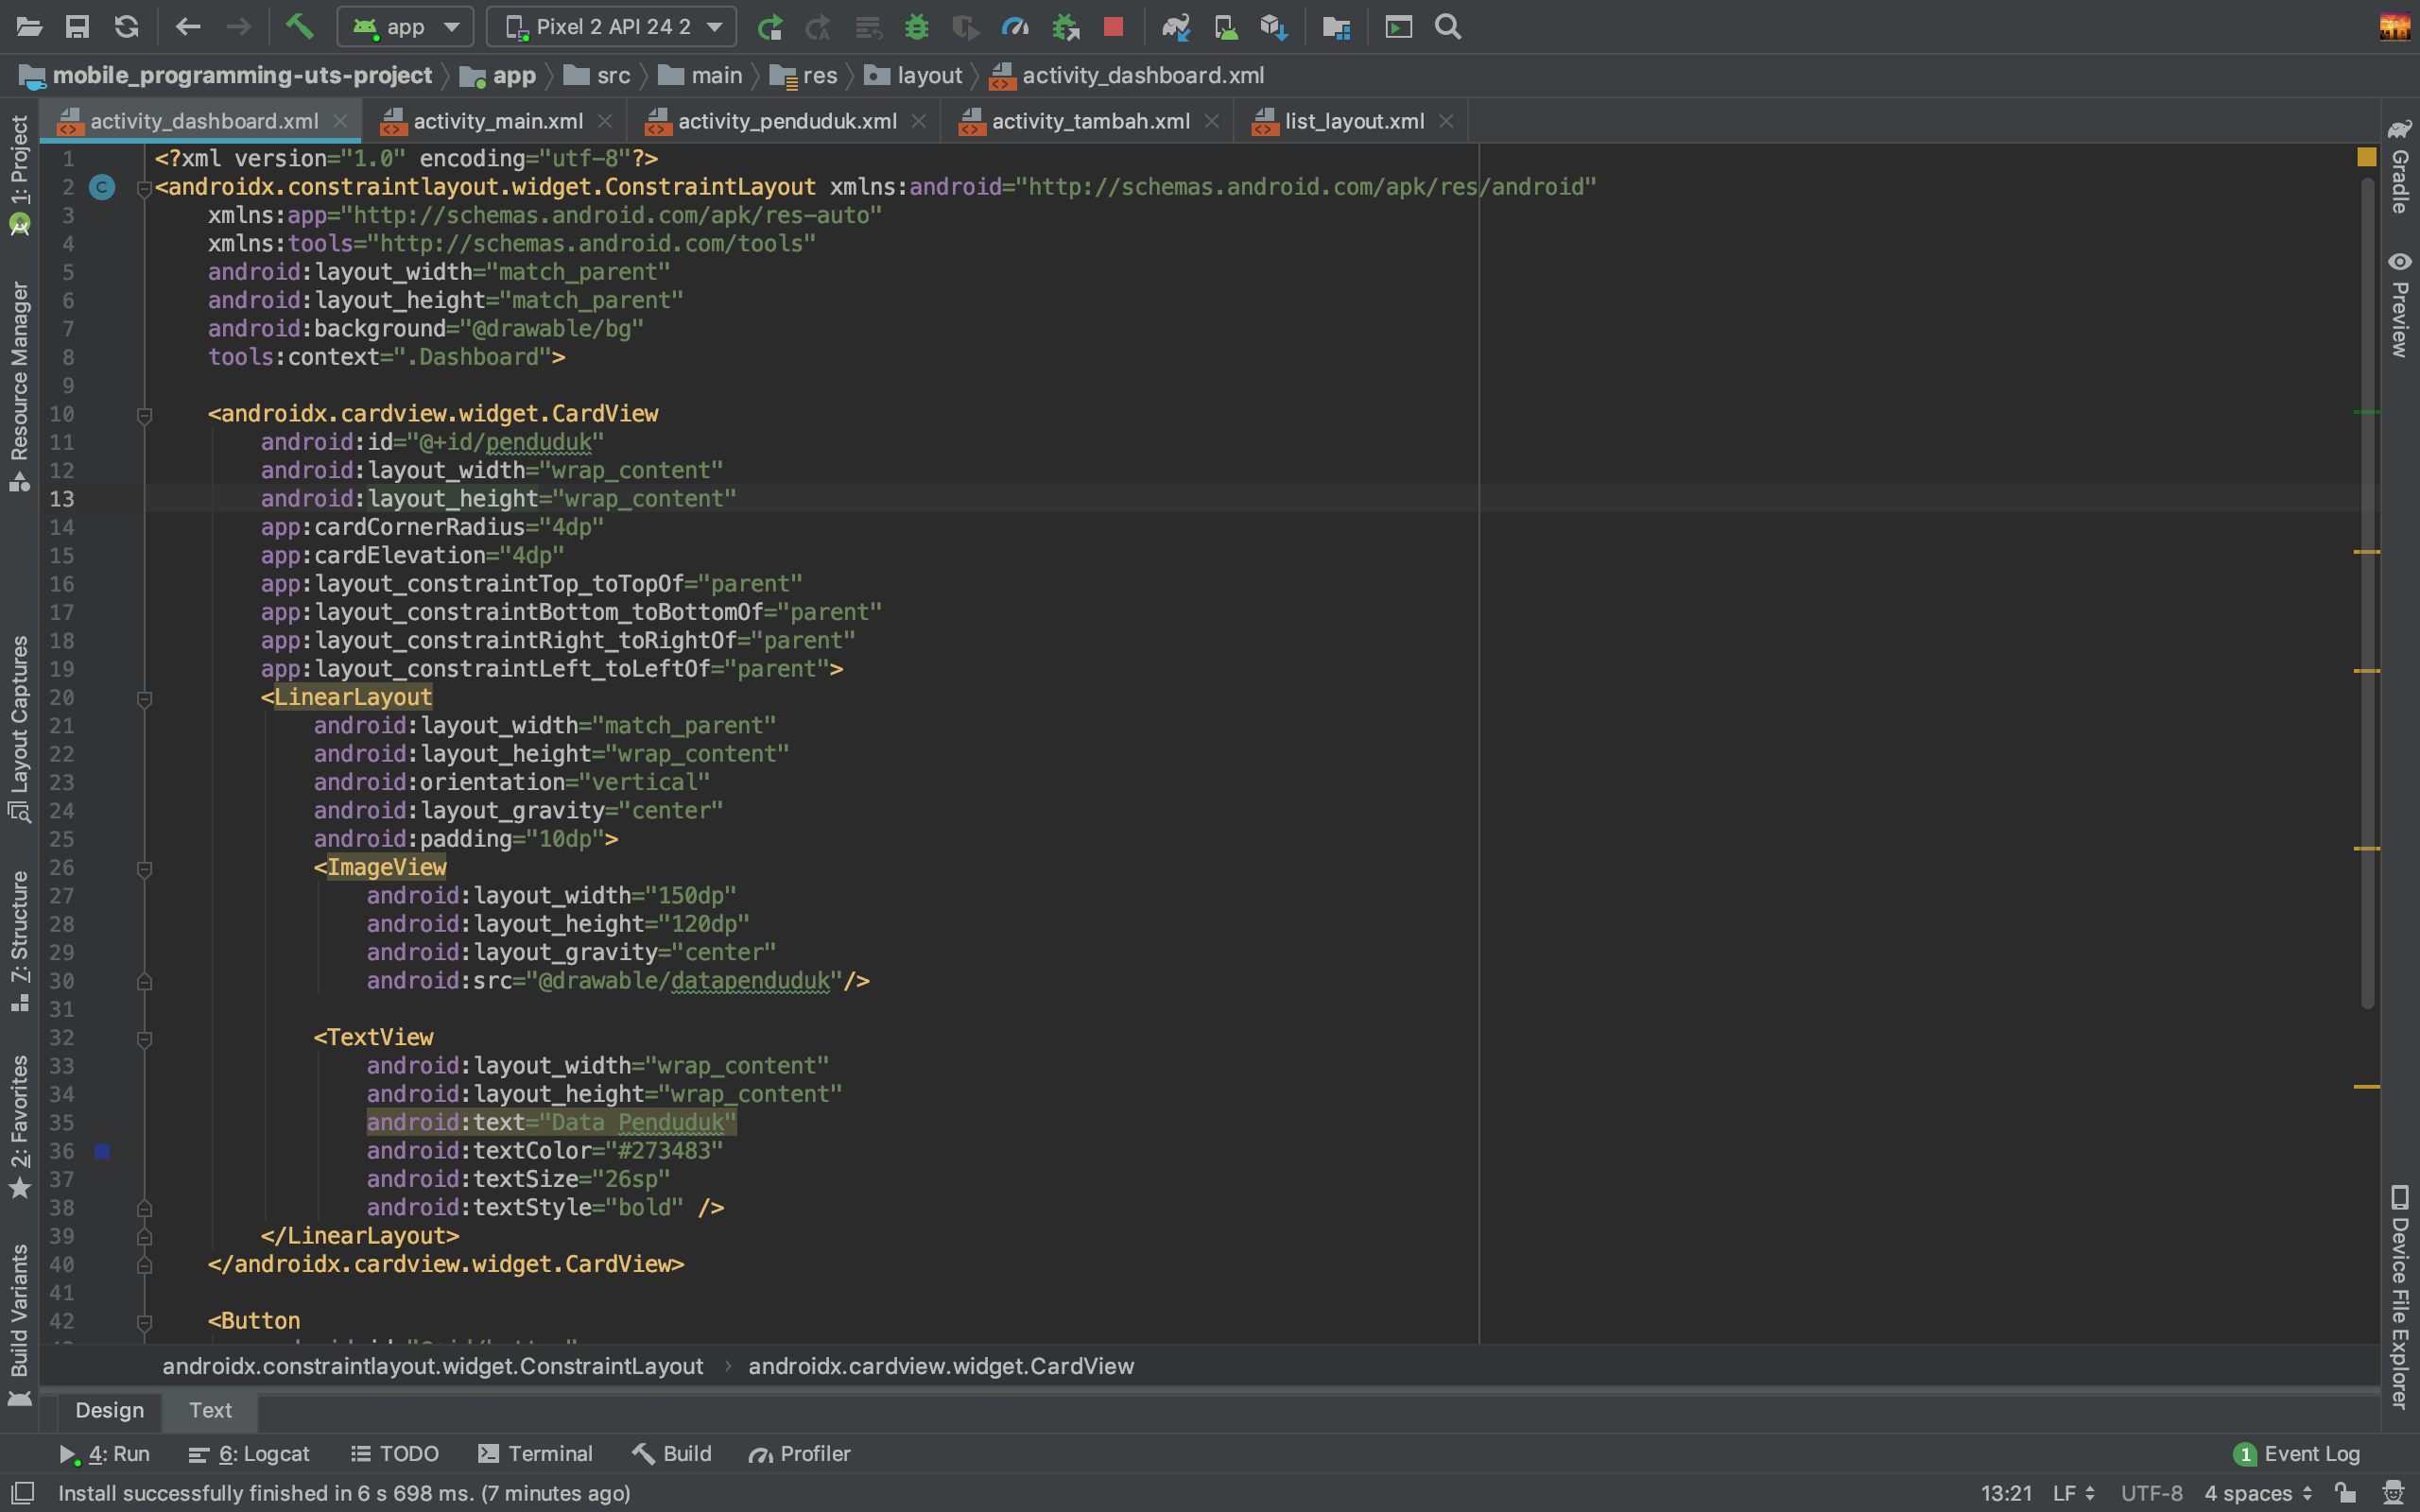 app
Pixel 2 API 24 2
mobile_programming-uts-project
app
src
main
res
layout
activity_dashboard.xml
activity_dashboard.xml
activity_main.xml
activity_penduduk.xml
activity_tambah.xml
list_layout.xml
1: Project
Resource Manager
Layout Captures
7: Structure
2: Favorites
Build Variants
1 <?xml version="1.0" encoding="utf-8"?>
2 C <androidx.constraintlayout.widget.ConstraintLayout xmlns:android="http://schemas.android.com/apk/res/android"
3 xmlns:app="http://schemas.android.com/apk/res-auto"
4 xmlns:tools="http://schemas.android.com/tools"
5 android:layout_width="match_parent"
6 android:layout_height="match_parent"
7 android:background="@drawable/bg"
8 tools:context=".Dashboard">
9
10 <androidx.cardview.widget.CardView
11 android:id="@+id/penduduk"
12 android:layout_width="wrap_content"
13 android:layout_height="wrap_content"
14 app:cardCornerRadius="4dp"
15 app:cardElevation="4dp"
16 app:layout_constraintTop_toTopOf="parent"
17 app:layout_constraintBottom_toBottomOf="parent"
18 app:layout_constraintRight_toRightOf="parent"
19 app:layout_constraintLeft_toLeftOf="parent">
20 <LinearLayout
21 android:layout_width="match_parent"
22 android:layout_height="wrap_content"
23 android:orientation="vertical"
24 android:layout_gravity="center"
25 android:padding="10dp">
26 <ImageView
27 android:layout_width="150dp"
28 android:layout_height="120dp"
29 android:layout_gravity="center"
30 android:src="@drawable/datapenduduk"/>
31
32 <TextView
33 android:layout_width="wrap_content"
34 android:layout_height="wrap_content"
35 android:text="Data Penduduk"
36 android:textColor="#273483"
37 android:textSize="26sp"
38 android:textStyle="bold" />
39 </LinearLayout>
40 </androidx.cardview.widget.CardView>
41
42 <Button
Gradle
Preview
Device File Explorer
androidx.constraintlayout.widget.ConstraintLayout › androidx.cardview.widget.CardView
Design
Text
4: Run
6: Logcat
TODO
Terminal
Build
Profiler
1 Event Log
Install successfully finished in 6 s 698 ms. (7 minutes ago)
13:21
LF
UTF-8
4 spaces